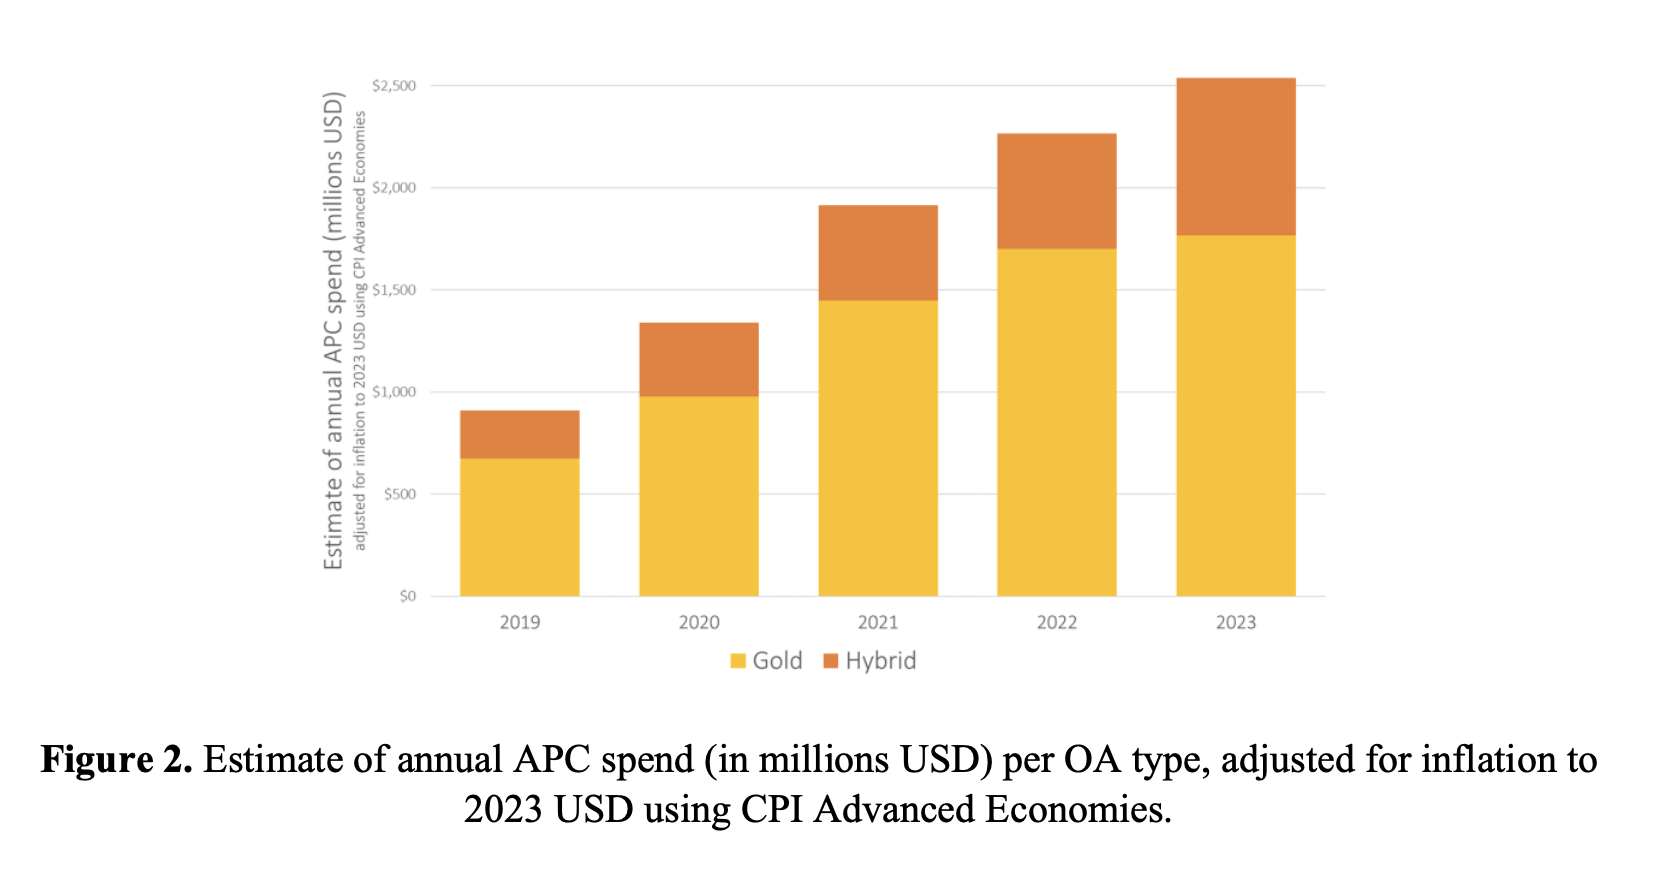 Estimate of annual APC spend (millions USD)
adjusted for inflation to 2023 USD using CPI Advanced Economies
$2,500
$2,000
$1,500
$1,000
$500
$0
2019 2020 2021 2022 2023
Gold Hybrid
Figure 2. Estimate of annual APC spend (in millions USD) per OA type, adjusted for inflation to
2023 USD using CPI Advanced Economies.